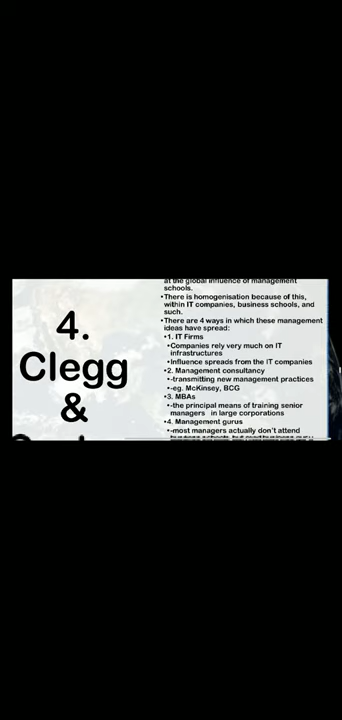 4.
Clegg
&
at the global influence of management
schools.
•There is homogenisation because of this,
within IT companies, business schools, and
such.
•There are 4 ways in which these management
ideas have spread:
•1. IT Firms
•Companies rely very much on IT
infrastructures
•Influence spreads from the IT companies
•2. Management consultancy
•-transmitting new management practices
•-eg. McKinsey, BCG
•3. MBAs
•-the principal means of training senior
managers in large corporations
•4. Management gurus
•-most managers actually don't attend